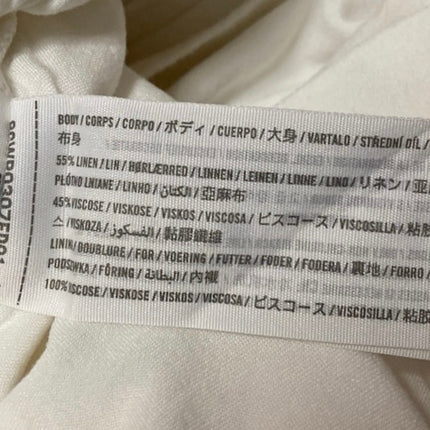 BODY / CORPS / CORPO / ボディ / CUERPO / 大身 / VARTALO / STŘEDNÍ DÍL /
布身
55% LINEN / LIN / HØRLÆRRED / LINNEN / LEINEN / LINNE / LINO / リネン / 亚
PŁÓTNO LNIANE / LINHO / الكتان / 亞麻布
45% VISCOSE / VISKOSE / VISKOS / VISCOSA / ビスコース / VISCOSILLA / 粘
ス / WISKOZA / الفسكوز / 黏膠纖維
LINING / DOUBLURE / FOR / VOERING / FUTTER / FODER / FODERA / 裏地 / FORRO /
PODSZEWKA / FÔRING / البطانة / 內襯
100% VISCOSE / VISKOSE / VISKOS / VISCOSA / ビスコース / VISCOSILLA / 粘胶